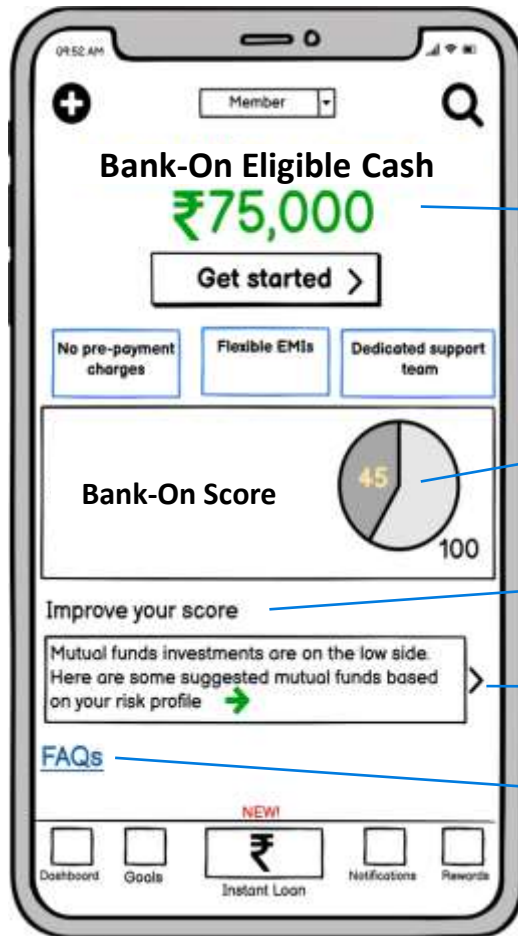 09:52 AM
Member
Bank-On Eligible Cash
₹75,000
Get started >
No pre-payment
charges
Flexible EMIs
Dedicated support
team
Bank-On Score
45
100
Improve your score
Mutual funds investments are on the low side.
Here are some suggested mutual funds based
on your risk profile
FAQs
NEW!
₹
Dashboard
Goals
Instant Loan
Notifications
Rewards